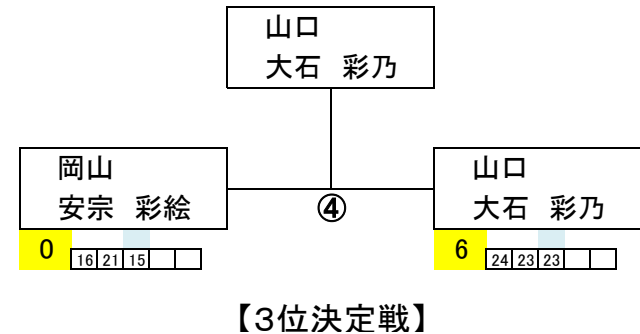 山口
大石 彩乃
岡山
安宗 彩絵
④
山口
大石 彩乃
0 16 21 15
6 24 23 23
【3位決定戦】